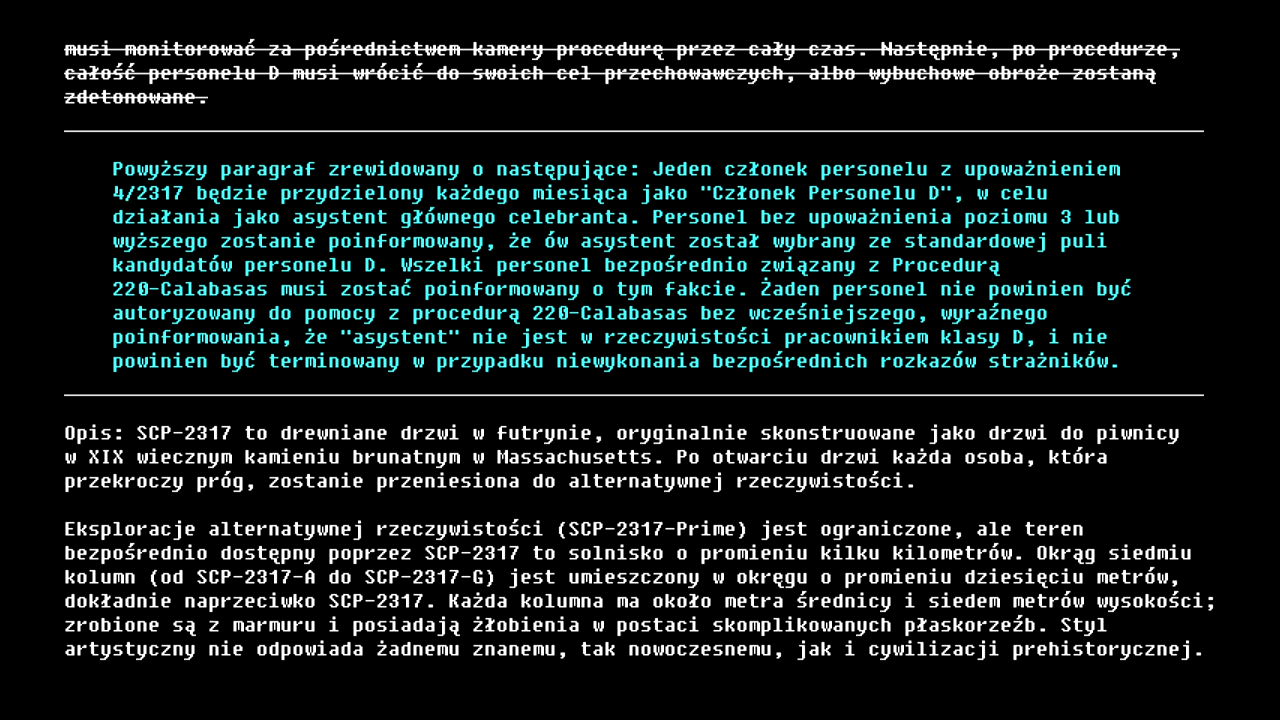 musi monitorować za pośrednictwem kamery procedurę przez cały czas. Następnie, po procedurze,
całość personelu D musi wrócić do swoich cel przechowawczych, albo wybuchowe obroże zostaną
zdetonowane.
Powyższy paragraf zrewidowany o następujące: Jeden członek personelu z upoważnieniem
4/2317 będzie przydzielony każdego miesiąca jako "Członek Personelu D", w celu
działania jako asystent głównego celebranta. Personel bez upoważnienia poziomu 3 lub
wyższego zostanie poinformowany, że ów asystent został wybrany ze standardowej puli
kandydatów personelu D. Wszelki personel bezpośrednio związany z Procedurą
220-Calabasas musi zostać poinformowany o tym fakcie. Żaden personel nie powinien być
autoryzowany do pomocy z procedurą 220-Calabasas bez wcześniejszego, wyraźnego
poinformowania, że "asystent" nie jest w rzeczywistości pracownikiem klasy D, i nie
powinien być terminowany w przypadku niewykonania bezpośrednich rozkazów strażników.
Opis: SCP-2317 to drewniane drzwi w futrynie, oryginalnie skonstruowane jako drzwi do piwnicy
w XIX wiecznym kamieniu brunatnym w Massachusetts. Po otwarciu drzwi każda osoba, która
przekroczy próg, zostanie przeniesiona do alternatywnej rzeczywistości.
Eksploracje alternatywnej rzeczywistości (SCP-2317-Prime) jest ograniczone, ale teren
bezpośrednio dostępny poprzez SCP-2317 to solnisko o promieniu kilku kilometrów. Okrąg siedmiu
kolumn (od SCP-2317-A do SCP-2317-G) jest umieszczony w okręgu o promieniu dziesięciu metrów,
dokładnie naprzeciwko SCP-2317. Każda kolumna ma około metra średnicy i siedem metrów wysokości;
zrobione są z marmuru i posiadają żłobienia w postaci skomplikowanych płaskorzeźb. Styl
artystyczny nie odpowiada żadnemu znanemu, tak nowoczesnemu, jak i cywilizacji prehistorycznej.